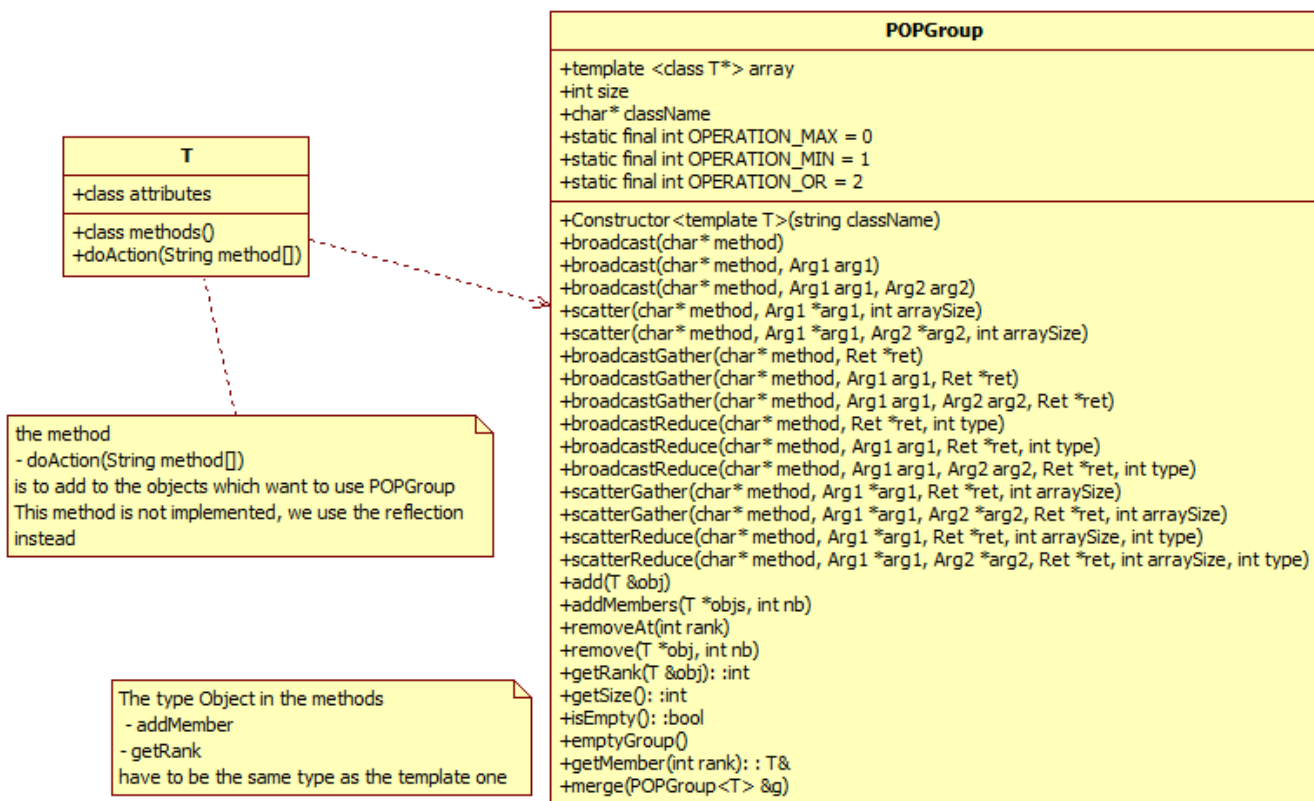 T
+class attributes
+class methods()
+doAction(String method[])
the method
- doAction(String method[])
is to add to the objects which want to use POPGroup
This method is not implemented, we use the reflection
instead
The type Object in the methods
- addMember
- getRank
have to be the same type as the template one
POPGroup
+template <class T*> array
+int size
+char* className
+static final int OPERATION_MAX = 0
+static final int OPERATION_MIN = 1
+static final int OPERATION_OR = 2
+Constructor<template T>(string className)
+broadcast(char* method)
+broadcast(char* method, Arg1 arg1)
+broadcast(char* method, Arg1 arg1, Arg2 arg2)
+scatter(char* method, Arg1 *arg1, int arraySize)
+scatter(char* method, Arg1 *arg1, Arg2 *arg2, int arraySize)
+broadcastGather(char* method, Ret *ret)
+broadcastGather(char* method, Arg1 arg1, Ret *ret)
+broadcastGather(char* method, Arg1 arg1, Arg2 arg2, Ret *ret)
+broadcastReduce(char* method, Ret *ret, int type)
+broadcastReduce(char* method, Arg1 arg1, Ret *ret, int type)
+broadcastReduce(char* method, Arg1 arg1, Arg2 arg2, Ret *ret, int type)
+scatterGather(char* method, Arg1 *arg1, Ret *ret, int arraySize)
+scatterGather(char* method, Arg1 *arg1, Arg2 *arg2, Ret *ret, int arraySize)
+scatterReduce(char* method, Arg1 *arg1, Ret *ret, int arraySize, int type)
+scatterReduce(char* method, Arg1 *arg1, Arg2 *arg2, Ret *ret, int arraySize, int type)
+add(T &obj)
+addMembers(T *objs, int nb)
+removeAt(int rank)
+remove(T *obj, int nb)
+getRank(T &obj): :int
+getSize(): :int
+isEmpty(): :bool
+emptyGroup()
+getMember(int rank): : T&
+merge(POPGroup<T> &g)